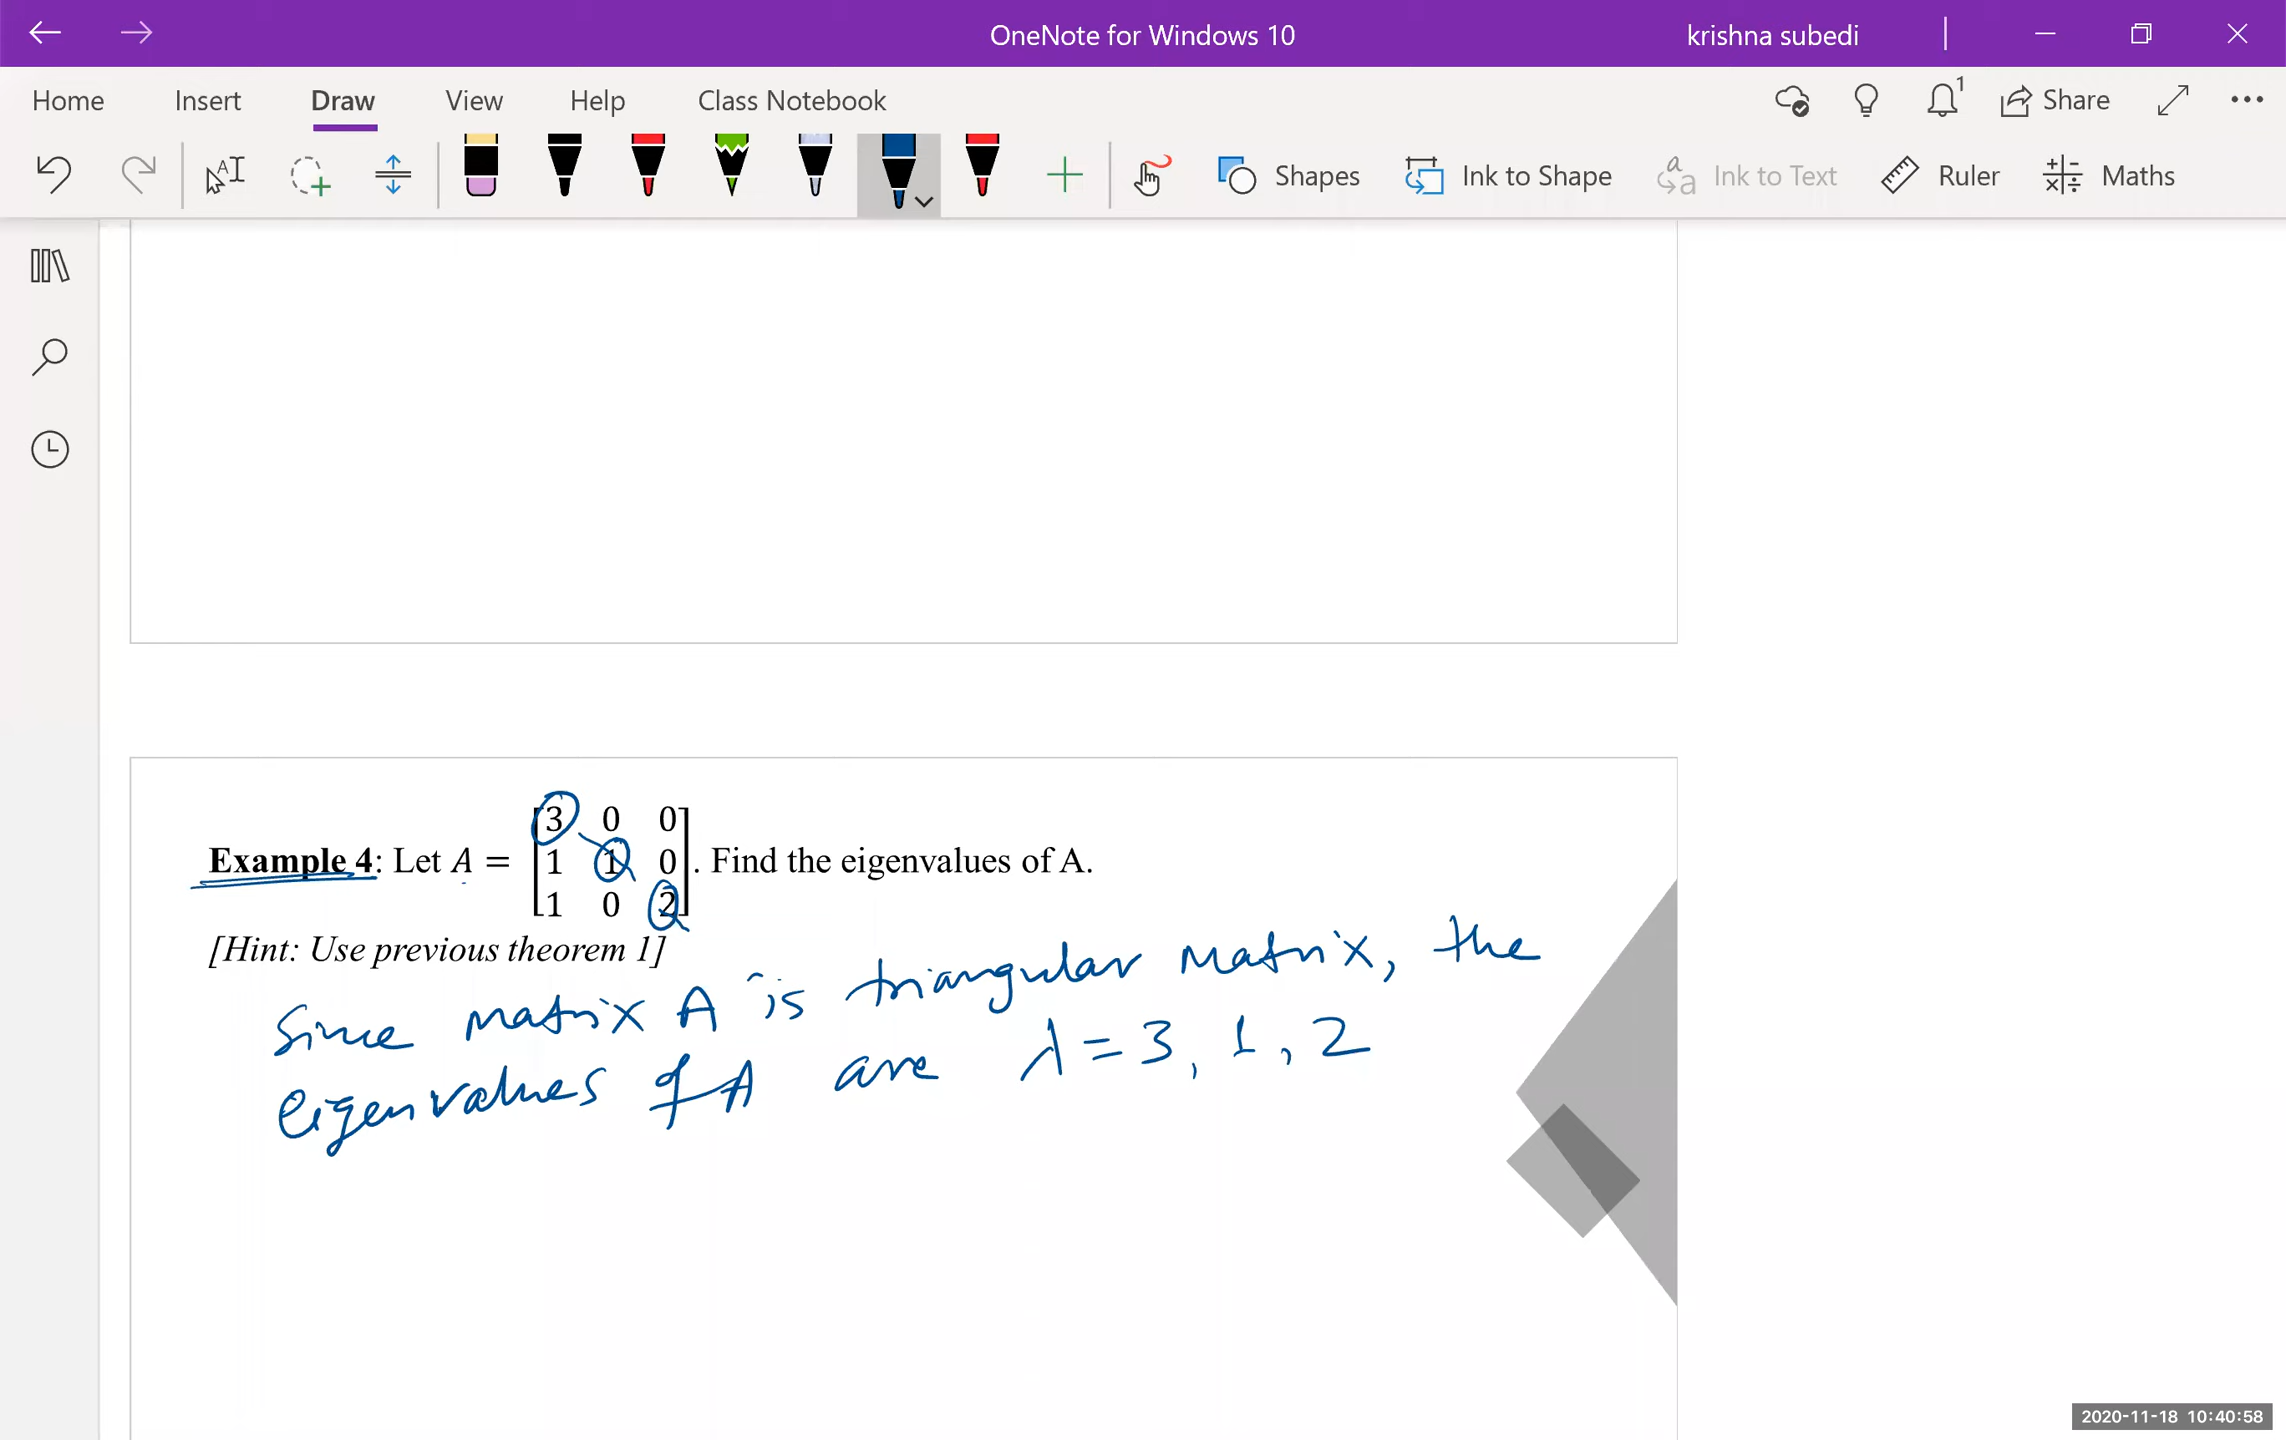 OneNote for Windows 10
krishna subedi
Home Insert Draw View Help Class Notebook
1
Share
Shapes Ink to Shape Ink to Text Ruler Maths
Example 4: Let A = [3 0 0
1 1 0
1 0 2]. Find the eigenvalues of A.
[Hint: Use previous theorem 1]
Since matrix A is triangular matrix, the
eigenvalues of A are λ = 3, 1, 2
2020-11-18 10:40:58